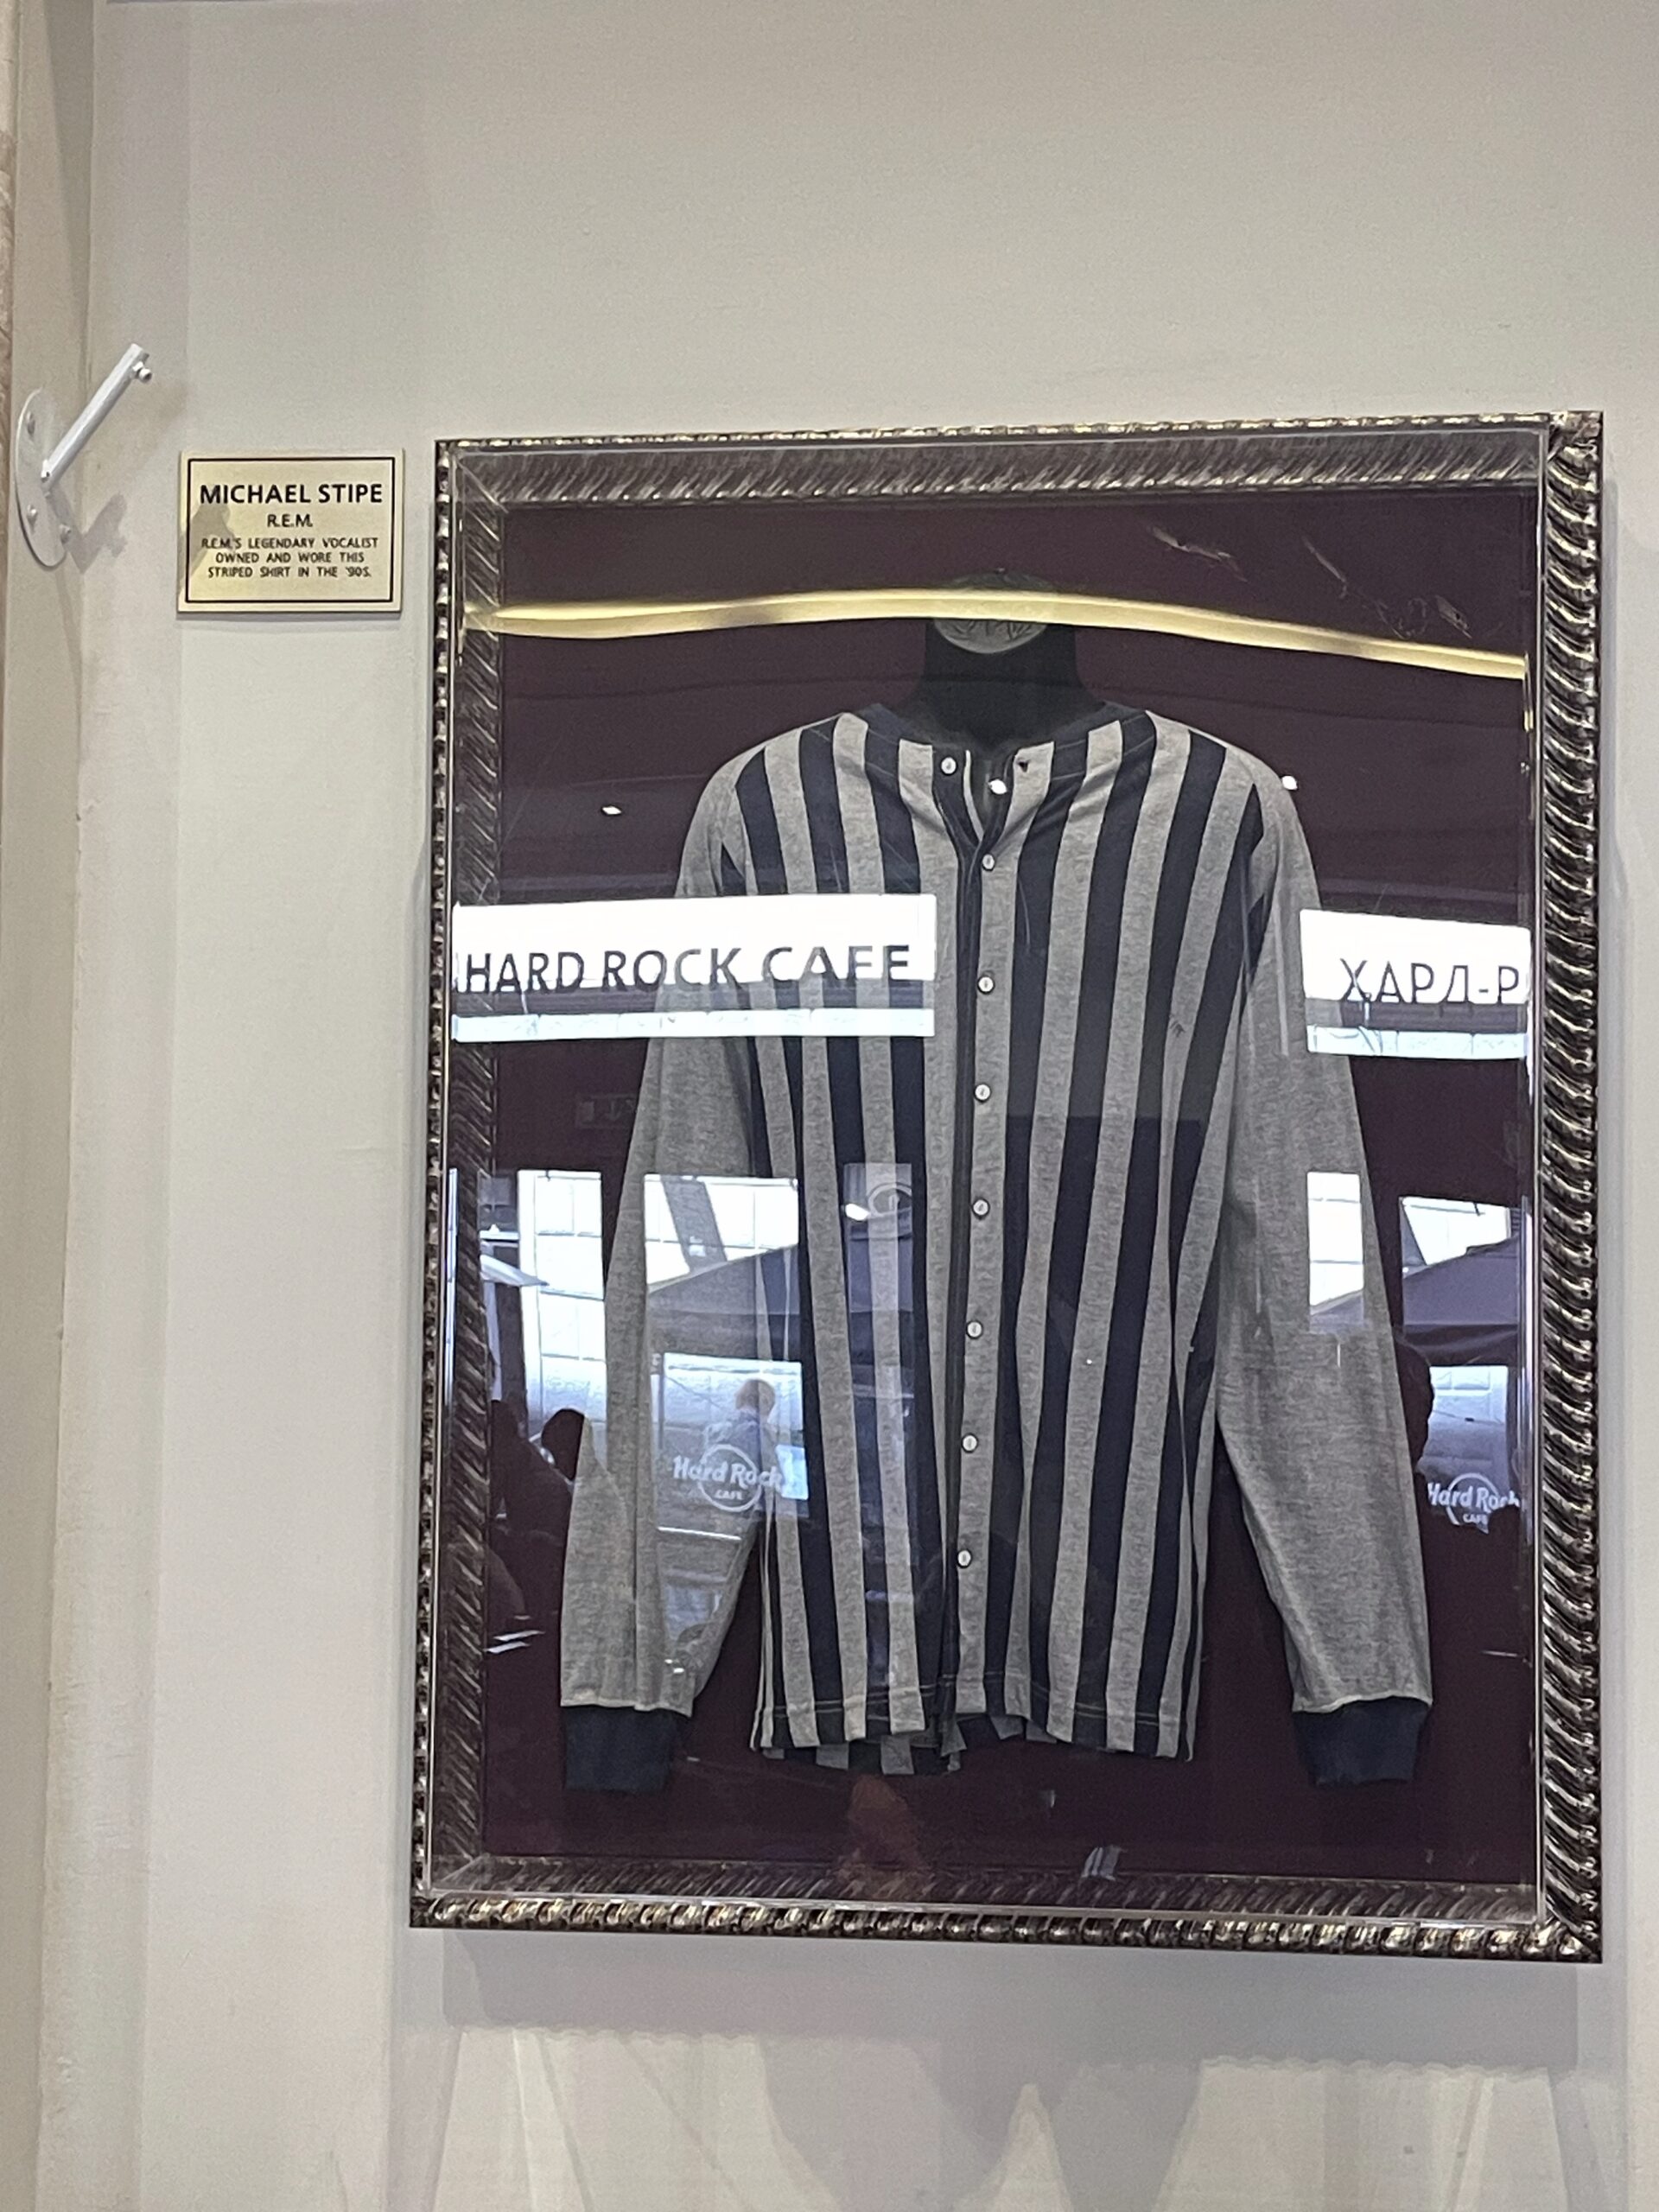 MICHAEL STIPE
R.E.M.
R.E.M.'S LEGENDARY VOCALIST
OWNED AND WORE THIS
STRIPED SHIRT IN THE '90S.
HARD ROCK CAFE
ХАРД-Р
Hard Rock
CAFE
Hard Rock
CAFE